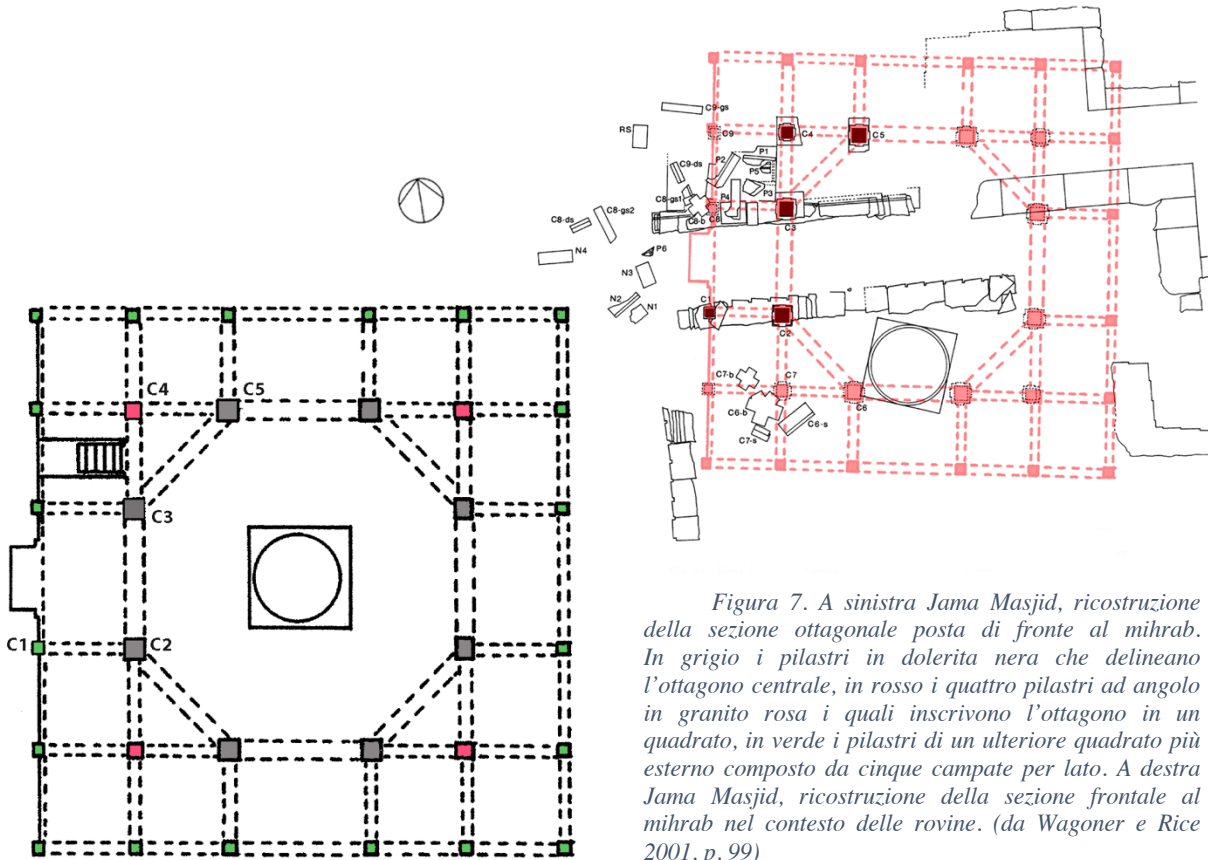 C4
C5
C3
C1
C2
C9-gs
RS
C9
C4
C5
P1
P2
P5
C9-ds
P3
C8-gs1
P4
C8-gs2
C8
C8-b
C8-ds
C3
N4
P6
N3
N2
N1
C1
C2
C7-b
C7
C6
C6-b
C6-s
C7-s
Figura 7. A sinistra Jama Masjid, ricostruzione
della sezione ottagonale posta di fronte al mihrab.
In grigio i pilastri in dolerita nera che delineano
l’ottagono centrale, in rosso i quattro pilastri ad angolo
in granito rosa i quali inscrivono l’ottagono in un
quadrato, in verde i pilastri di un ulteriore quadrato più
esterno composto da cinque campate per lato. A destra
Jama Masjid, ricostruzione della sezione frontale al
mihrab nel contesto delle rovine. (da Wagoner e Rice
2001, p. 99)